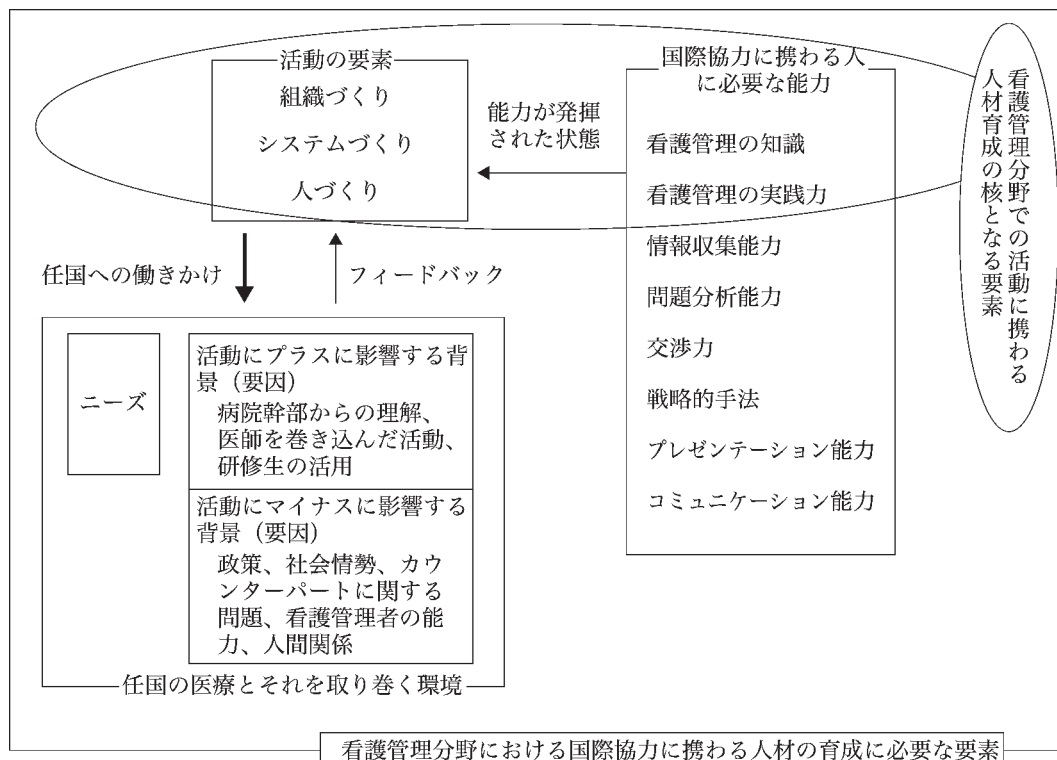 活動の要素
組織づくり
システムづくり
人づくり
能力が発揮
された状態
国際協力に携わる人
に必要な能力
看護管理の知識
看護管理の実践力
情報収集能力
問題分析能力
交渉力
戦略的手法
プレゼンテーション能力
コミュニケーション能力
看護管理分野での活動に携わる
人材育成の核となる要素
任国への働きかけ
フィードバック
ニーズ
活動にプラスに影響する背
景（要因）
病院幹部からの理解、
医師を巻き込んだ活動、
研修生の活用
活動にマイナスに影響する
背景（要因）
政策、社会情勢、カウ
ンターパートに関する
問題、看護管理者の能
力、人間関係
任国の医療とそれを取り巻く環境
看護管理分野における国際協力に携わる人材の育成に必要な要素